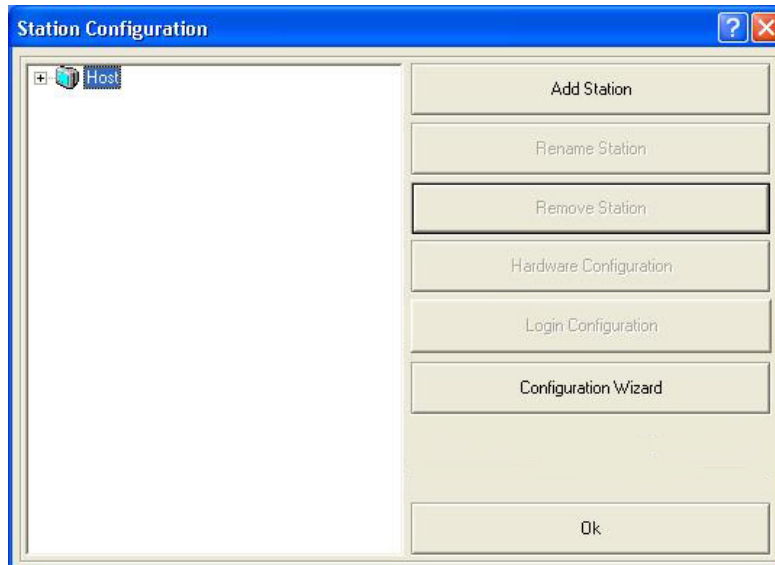 Station Configuration
?
Host
Add Station
Rename Station
Remove Station
Hardware Configuration
Login Configuration
Configuration Wizard
Ok